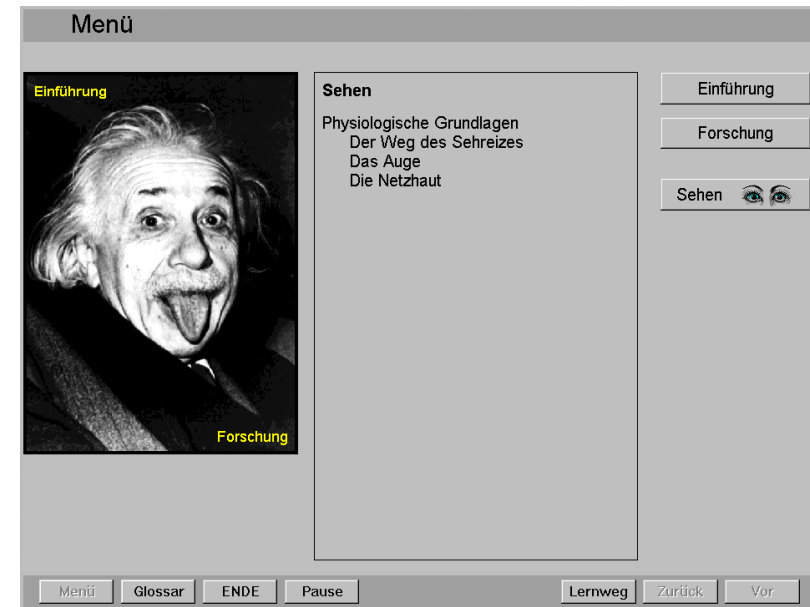 Menü
Einführung
Forschung
Sehen
Physiologische Grundlagen
Der Weg des Sehreizes
Das Auge
Die Netzhaut
Einführung
Forschung
Sehen
Menü Glossar ENDE Pause Lernweg Zurück Vor